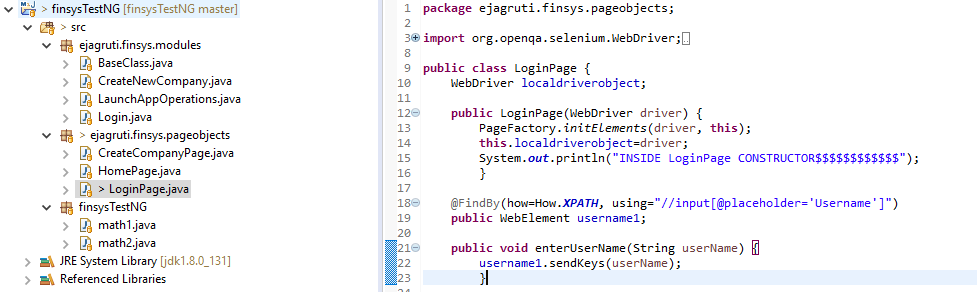 finsysTestNG [finsysTestNG master]
> src
ejagruti.finsys.modules
BaseClass.java
CreateNewCompany.java
LaunchAppOperations.java
Login.java
> ejagruti.finsys.pageobjects
CreateCompanyPage.java
HomePage.java
> LoginPage.java
finsysTestNG
math1.java
math2.java
JRE System Library [jdk1.8.0_131]
Referenced Libraries
1 package ejagruti.finsys.pageobjects;
2
3 import org.openqa.selenium.WebDriver;
8
9 public class LoginPage {
10 WebDriver localdriverobject;
11
12 public LoginPage(WebDriver driver) {
13 PageFactory.initElements(driver, this);
14 this.localdriverobject=driver;
15 System.out.println("INSIDE LoginPage CONSTRUCTOR$$$$$$$$$$$$");
16 }
17
18 @FindBy(how=How.XPATH, using="//input[@placeholder='Username']")
19 public WebElement username1;
20
21 public void enterUserName(String userName) {
22 username1.sendKeys(userName);
23 }